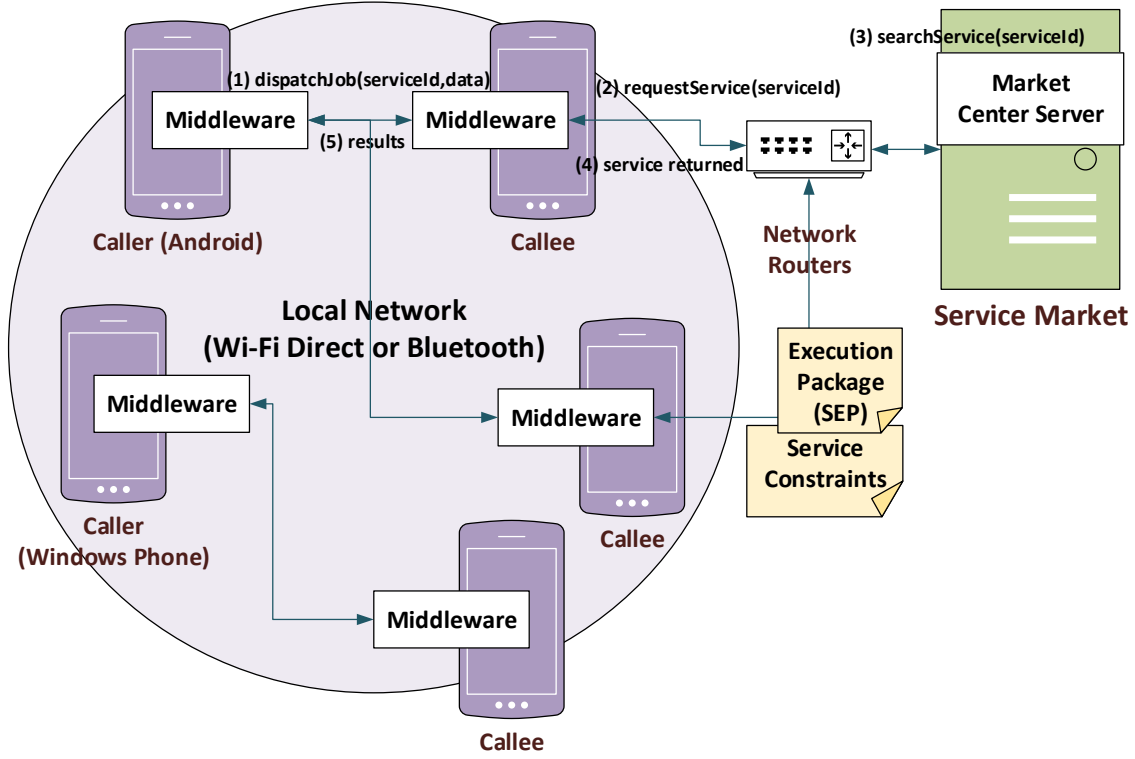 (3) searchService(serviceId)
Market
Center Server
(1) dispatchJob(serviceId,data)
(2) requestService(serviceId)
Middleware
Middleware
(5) results
(4) service returned
Caller (Android)
Callee
Network
Routers
Service Market
Local Network
(Wi-Fi Direct or Bluetooth)
Execution
Package
(SEP)
Middleware
Middleware
Service
Constraints
Caller
(Windows Phone)
Callee
Middleware
Callee